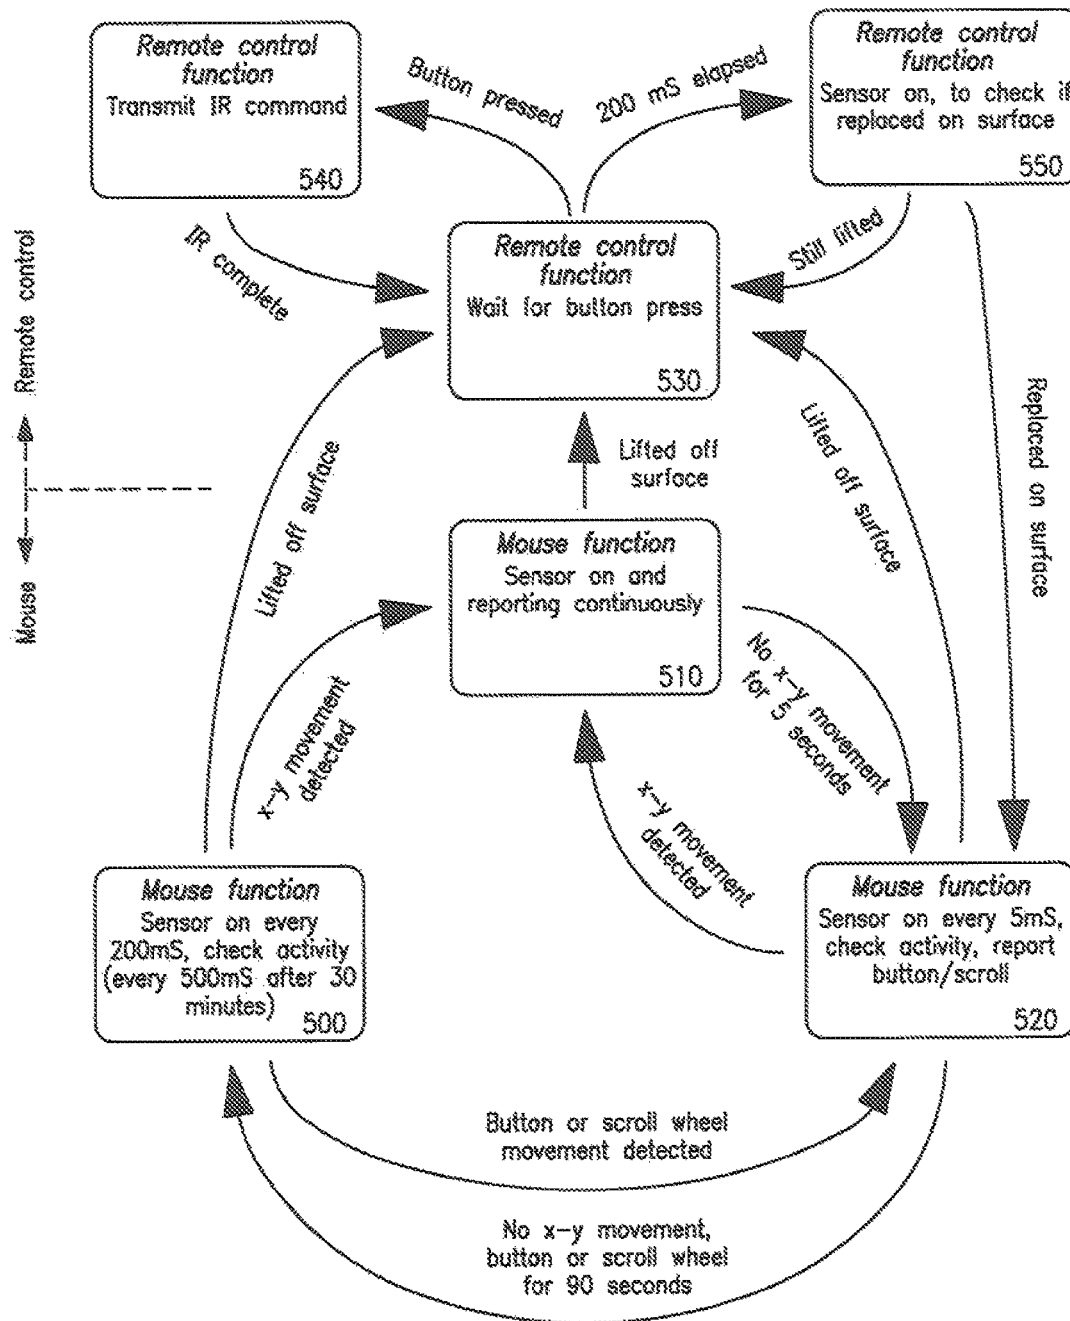 Remote control
function
Transmit IR command
540
Button pressed
200 mS elapsed
Remote control
function
Sensor on, to check if
replaced on surface
550
IR complete
Remote control
function
Wait for button press
530
Still lifted
Remote control
Mouse
Lifted off surface
Lifted off
surface
Lifted off surface
Replaced on surface
Mouse function
Sensor on and
reporting continuously
510
x-y movement
detected
No x-y movement
for 5 seconds
x-y movement
detected
Mouse function
Sensor on every
200mS, check activity
(every 500mS after 30
minutes)
500
Mouse function
Sensor on every 5mS,
check activity, report
button/scroll
520
Button or scroll wheel
movement detected
No x-y movement,
button or scroll wheel
for 90 seconds